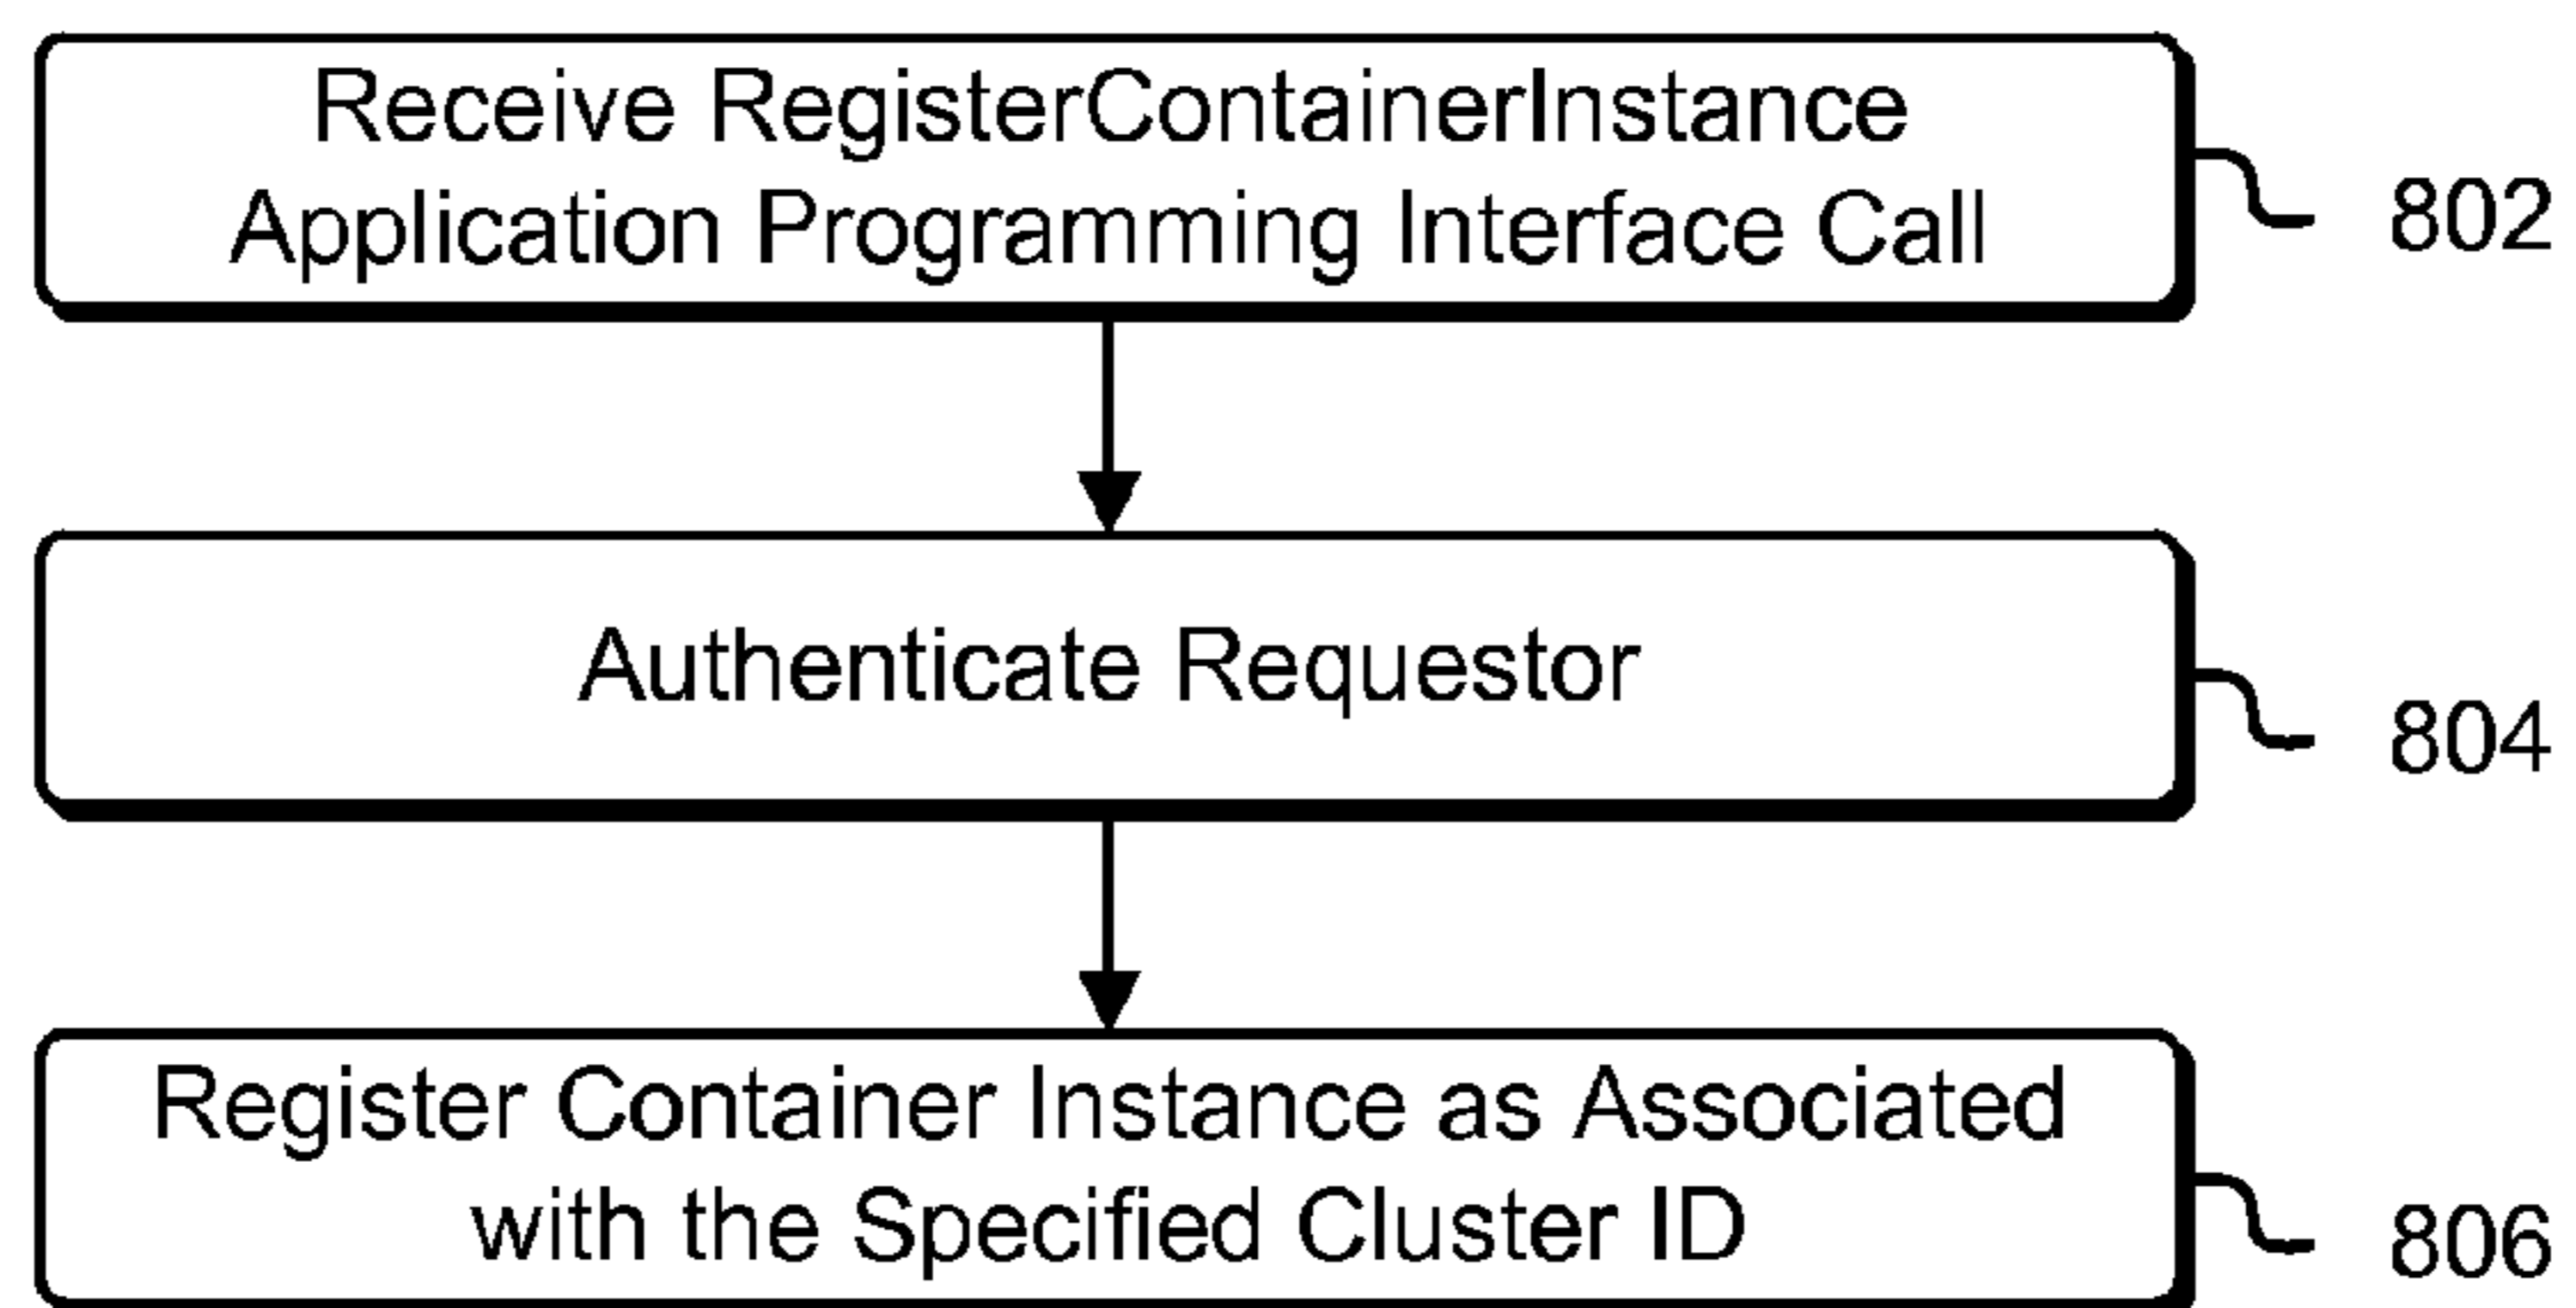 Receive RegisterContainerInstance
Application Programming Interface Call
802
Authenticate Requestor
804
Register Container Instance as Associated
with the Specified Cluster ID
806